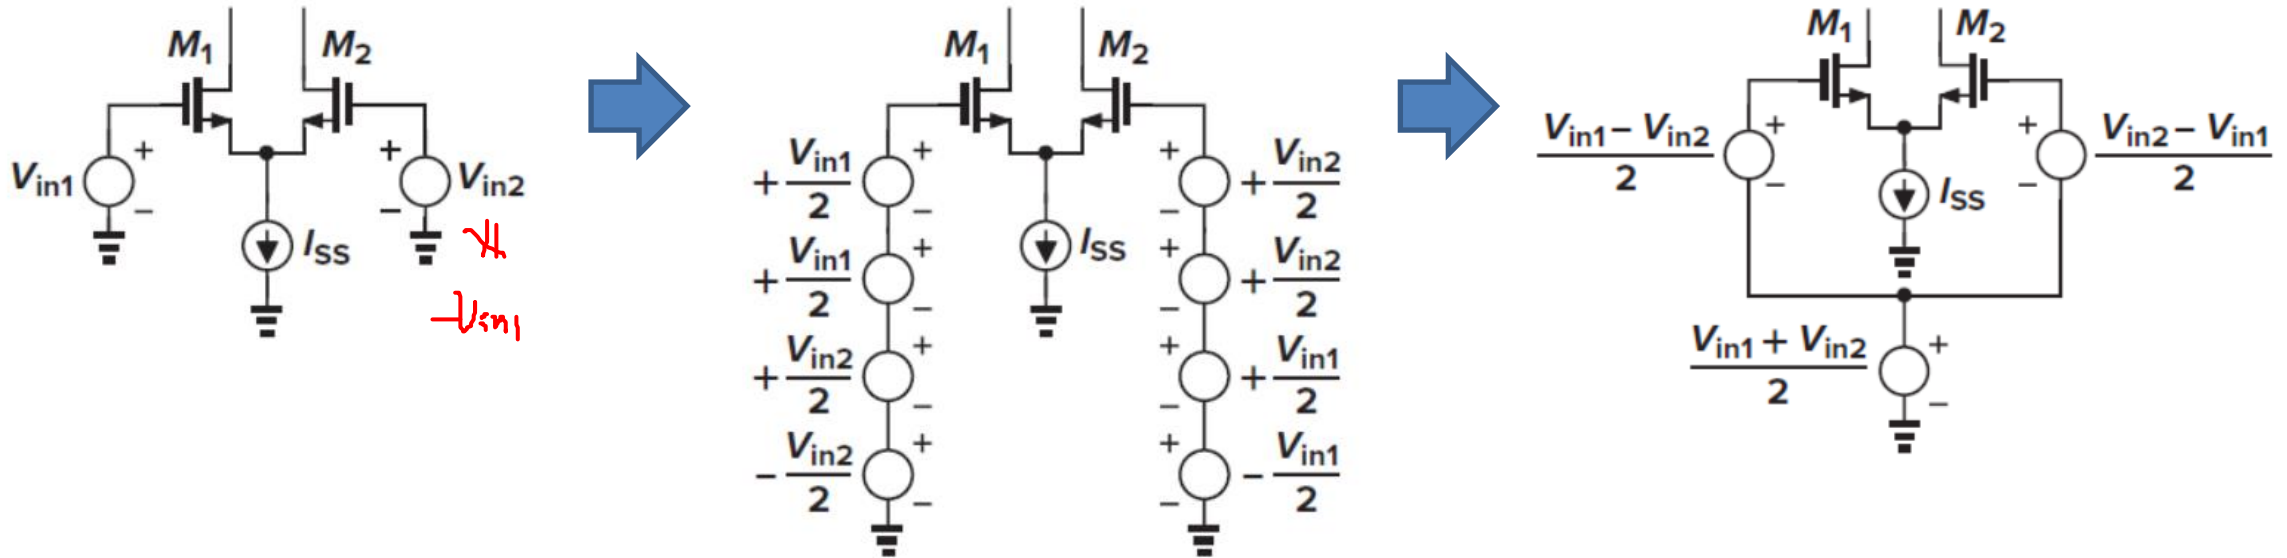 M1 M2
Vin1 + − + − Vin2
ISS
−Vin1
M1 M2
+ Vin1/2 + − − + + Vin2/2
+ Vin1/2 + − ISS + − + Vin2/2
+ Vin2/2 + − + − + Vin1/2
− Vin2/2 + − + − − Vin1/2
M1 M2
Vin1 − Vin2 / 2 + − ISS + − Vin2 − Vin1 / 2
Vin1 + Vin2 / 2 + −